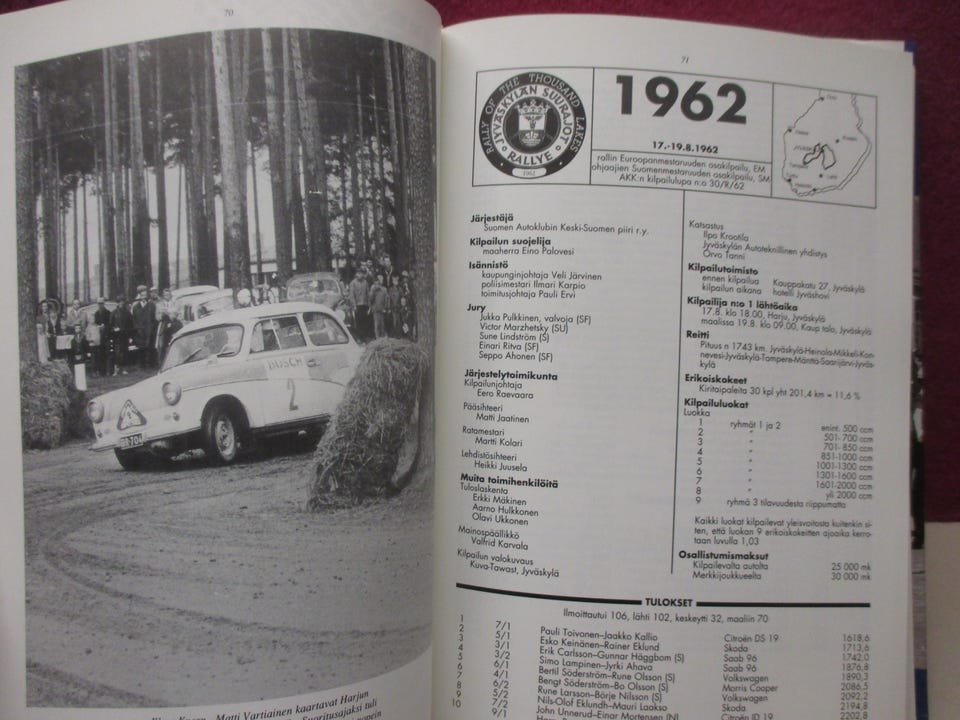 70
BUSCH
2
BR-704
Matti Vartiainen kaartavat Harjun
Suoritusajaksi tuli
71
RALLY OF THE THOUSAND LAKES
JYVÄSKYLÄN SUURAJOT
RALLYE
1962
1962
17.-19.8.1962
rallin Euroopanmestaruuden osakilpailu, EM
ohjaajien Suomenmestaruuden osakilpailu, SM
AKK:n kilpailulupa n:o 30/R/62
Järjestäjä
Suomen Autoklubin Keski-Suomen piiri r.y.
Kilpailun suojelija
maaherra Eino Palovesi
Isännistö
kaupunginjohtaja Veli Järvinen
poliisimestari Ilmari Karpio
toimitusjohtaja Pauli Ervi
Jury
Jukka Pulkkinen, valvoja (SF)
Victor Marzhetsky (SU)
Sune Lindström (S)
Einari Ritva (SF)
Seppo Ahonen (SF)
Järjestelytoimikunta
Kilpailunjohtaja
Eero Raevaara
Pääsihteeri
Matti Jaatinen
Ratamestari
Martti Kolari
Lehdistösihteeri
Heikki Juusela
Muita toimihenkilöitä
Tuloslaskenta
Erkki Mäkinen
Aarno Hulkkonen
Olavi Ukkonen
Mainospäällikkö
Valfrid Karvala
Kilpailun valokuvaus
Kuva-Tawast, Jyväskylä
Katsastus
Ilpo Krootila
Jyväskylän Autoteknillinen yhdistys
Orvo Tanni
Kilpailutoimisto
ennen kilpailua Kauppakatu 27, Jyväskylä
kilpailun aikana hotelli Jyväshovi
Kilpailija n:o 1 lähtöaika
17.8. klo 18.00, Harju, Jyväskylä
maalissa 19.8. klo 09.00, Kaup talo, Jyväskylä
Reitti
Pituus n 1743 km. Jyväskylä-Heinola-Mikkeli-Kon-
nevesi-Jyväskylä-Tampere-Mänttä-Saarijärvi-Jyväs-
kylä
Erikoiskokeet
Kiritaipaleita 30 kpl yht 201,4 km = 11,6 %
Kilpailuluokat
Luokka
1 ryhmät 1 ja 2 enint. 500 ccm
2 " 501- 700 ccm
3 " 701- 850 ccm
4 " 851-1000 ccm
5 " 1001-1300 ccm
6 " 1301-1600 ccm
7 " 1601-2000 ccm
8 " yli 2000 ccm
9 ryhmä 3 tilavuudesta riippumatta
Kaikki luokat kilpailevat yleisvoitosta kuitenkin si-
ten, että luokan 9 erikoiskokeitten ajoaika kerro-
taan luvulla 1,03
Osallistumismaksut
Kilpailevalta autolta 25 000 mk
Merkkijoukkueelta 30 000 mk
TULOKSET
Ilmoittautui 106, lähti 102, keskeytti 32, maaliin 70
1 7/1 Pauli Toivonen–Jaakko Kallio Citroën DS 19 1618,6
2 5/1 Esko Keinänen–Rainer Eklund Skoda 1713,6
3 3/1 Erik Carlsson–Gunnar Häggbom (S) Saab 96 1742,0
4 3/2 Simo Lampinen–Jyrki Ahava Saab 96 1876,8
5 6/1 Bertil Söderström–Rune Olsson (S) Volkswagen 1890,3
6 4/1 Bengt Söderström–Bo Olsson (S) Morris Cooper 2086,5
7 6/2 Rune Larsson–Börje Nilsson (S) Volkswagen 2092,2
8 5/2 Nils-Olof Eklundh–Mauri Laakso Skoda 2194,8
9 7/2 John Unnerud–Einar Mortensen (N) Citroën ID 19 2202,8
10 9/1